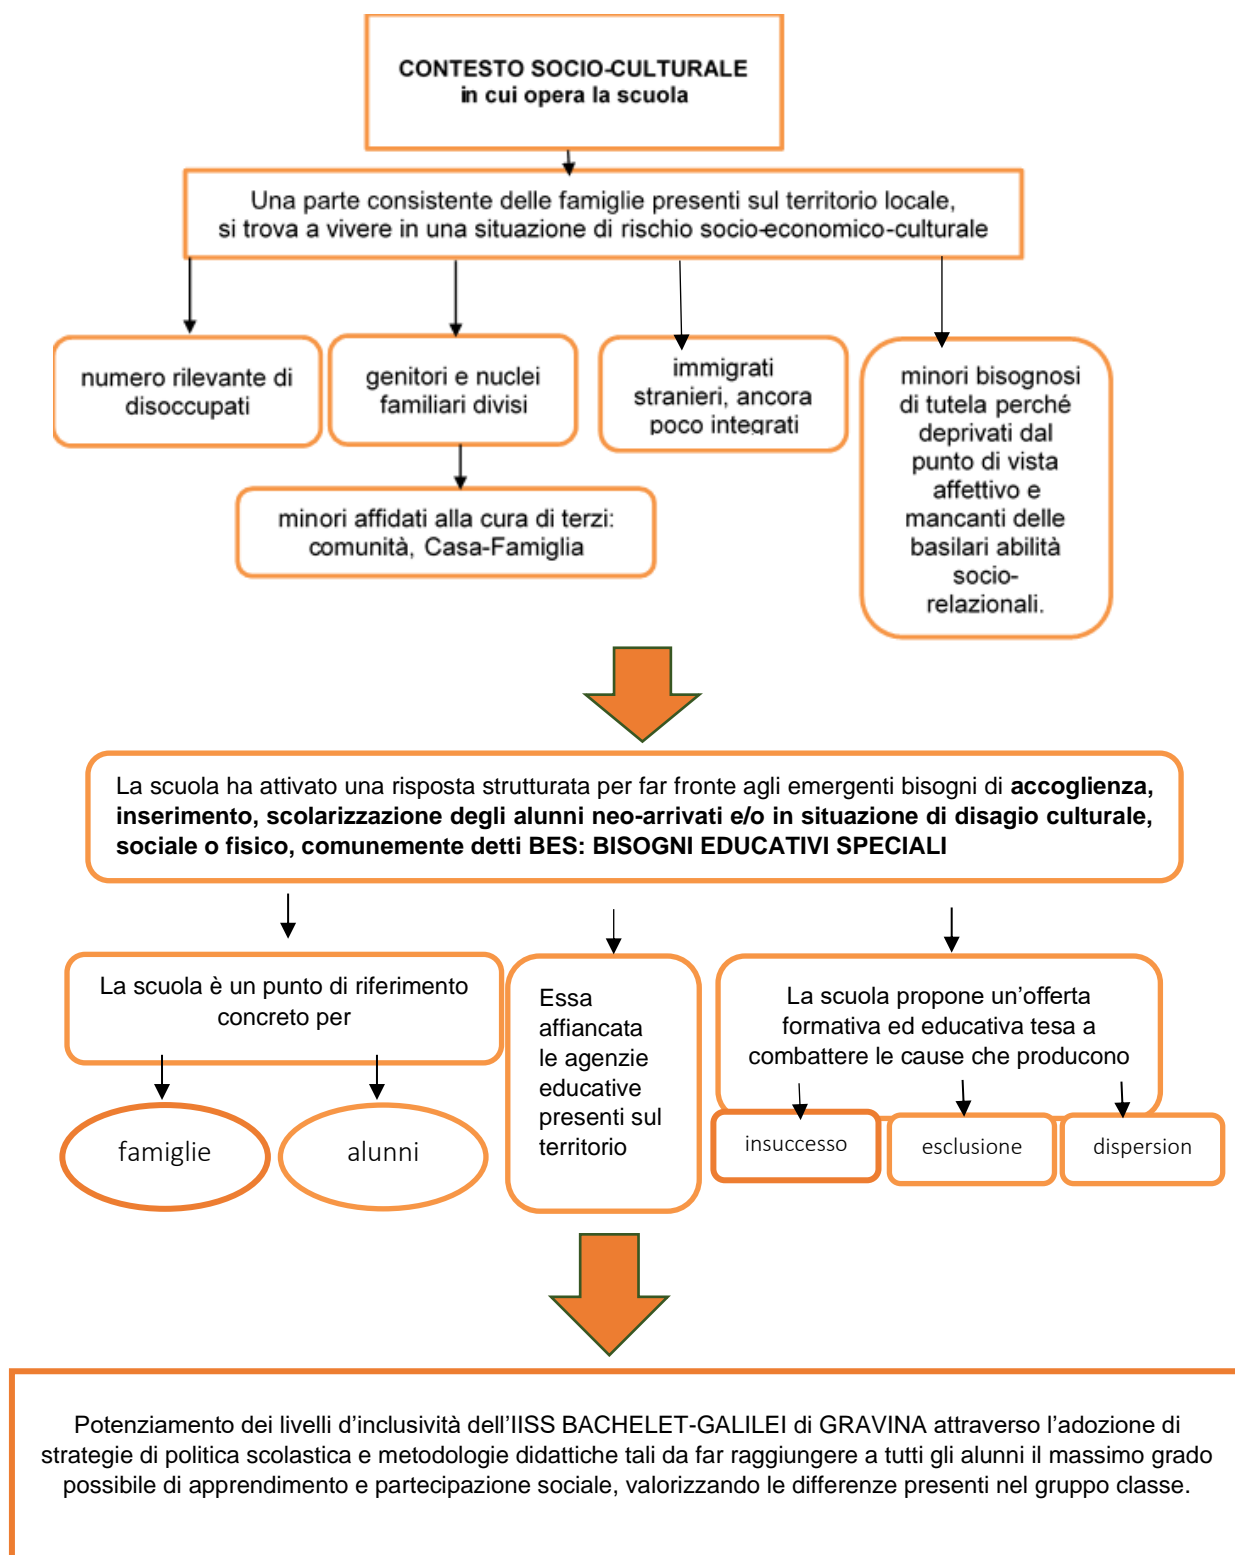 CONTESTO SOCIO-CULTURALE
in cui opera la scuola
Una parte consistente delle famiglie presenti sul territorio locale,
si trova a vivere in una situazione di rischio socio-economico-culturale
numero rilevante di
disoccupati
genitori e nuclei
familiari divisi
immigrati
stranieri, ancora
poco integrati
minori bisognosi
di tutela perché
deprivati dal
punto di vista
affettivo e
mancanti delle
basilari abilità
socio-
relazionali.
minori affidati alla cura di terzi:
comunità, Casa-Famiglia
La scuola ha attivato una risposta strutturata per far fronte agli emergenti bisogni di accoglienza,
inserimento, scolarizzazione degli alunni neo-arrivati e/o in situazione di disagio culturale,
sociale o fisico, comunemente detti BES: BISOGNI EDUCATIVI SPECIALI
La scuola è un punto di riferimento
concreto per
famiglie
alunni
Essa
affiancata
le agenzie
educative
presenti sul
territorio
La scuola propone un’offerta
formativa ed educativa tesa a
combattere le cause che producono
insuccesso
esclusione
dispersion
Potenziamento dei livelli d’inclusività dell’IISS BACHELET-GALILEI di GRAVINA attraverso l’adozione di
strategie di politica scolastica e metodologie didattiche tali da far raggiungere a tutti gli alunni il massimo grado
possibile di apprendimento e partecipazione sociale, valorizzando le differenze presenti nel gruppo classe.